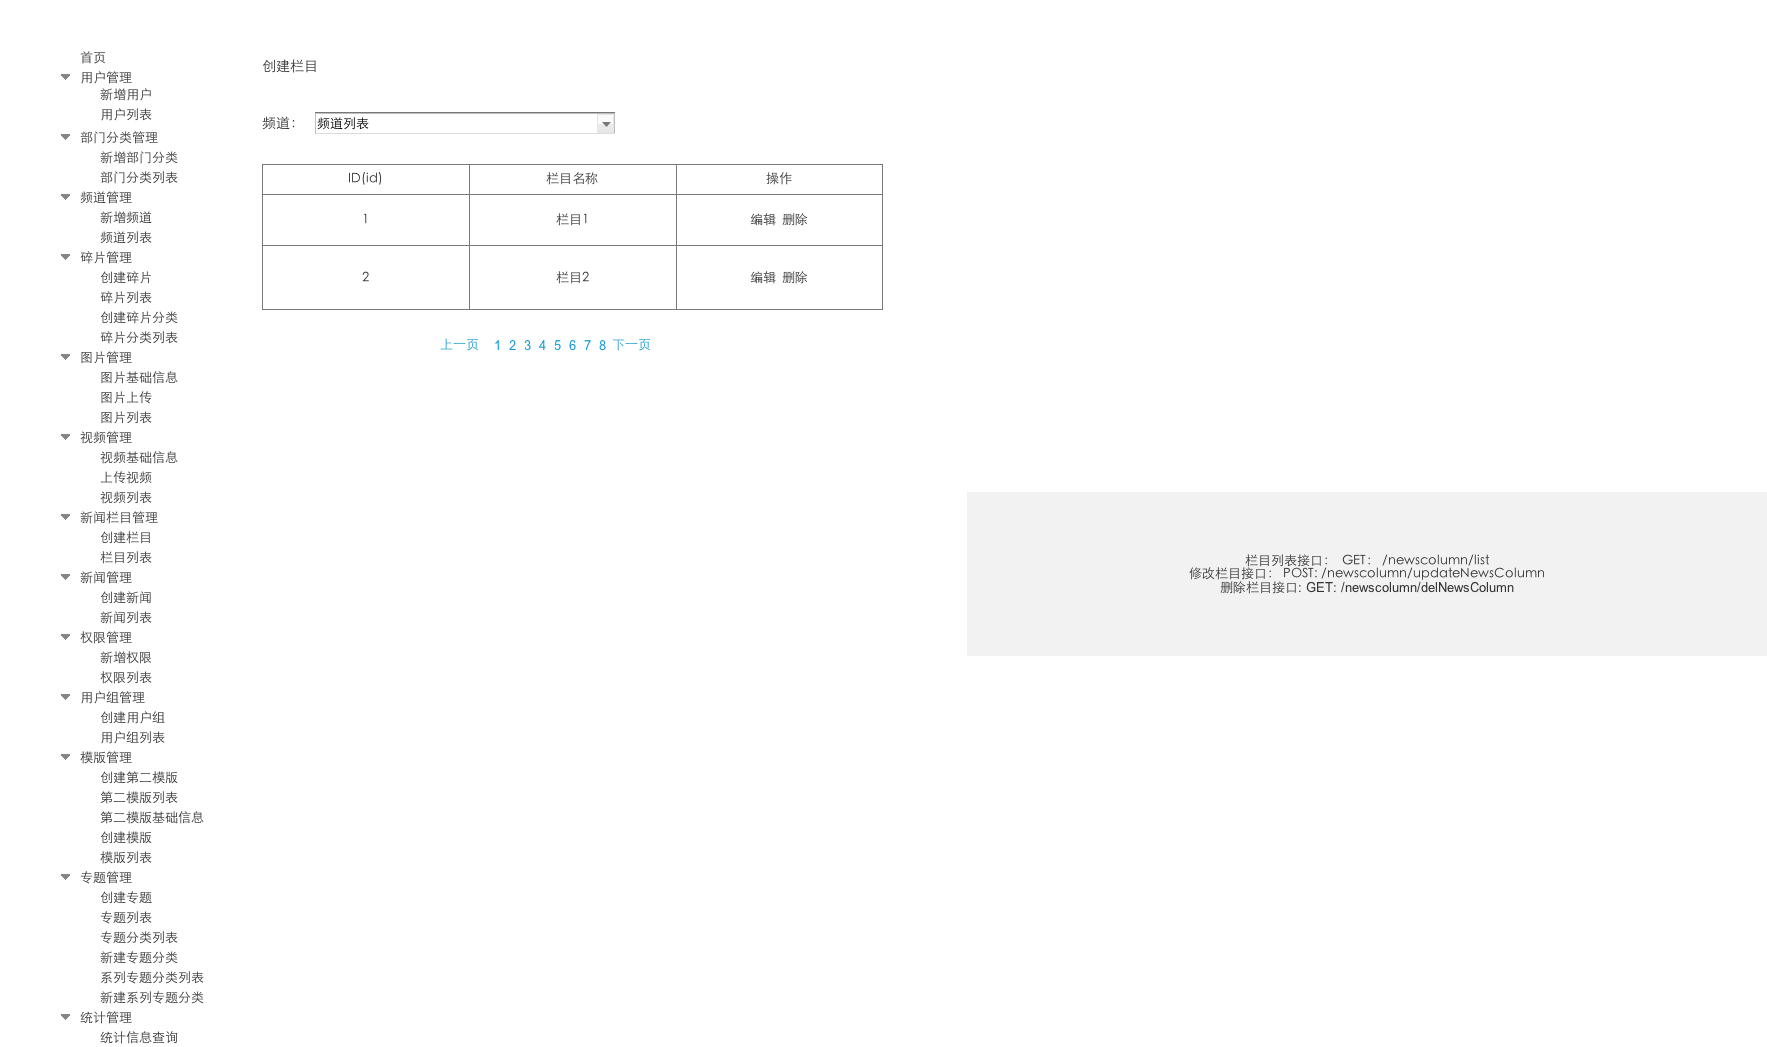 首页
用户管理
新增用户
用户列表
部门分类管理
新增部门分类
部门分类列表
频道管理
新增频道
频道列表
碎片管理
创建碎片
碎片列表
创建碎片分类
碎片分类列表
图片管理
图片基础信息
图片上传
图片列表
视频管理
视频基础信息
上传视频
视频列表
新闻栏目管理
创建栏目
栏目列表
新闻管理
创建新闻
新闻列表
权限管理
新增权限
权限列表
用户组管理
创建用户组
用户组列表
模版管理
创建第二模版
第二模版列表
第二模版基础信息
创建模版
模版列表
专题管理
创建专题
专题列表
专题分类列表
新建专题分类
系列专题分类列表
新建系列专题分类
统计管理
统计信息查询
创建栏目
频道： 频道列表
ID(id) 栏目名称 操作
1 栏目1 编辑 删除
2 栏目2 编辑 删除
上一页 1 2 3 4 5 6 7 8 下一页
栏目列表接口： GET： /newscolumn/list
修改栏目接口： POST: /newscolumn/updateNewsColumn
删除栏目接口: GET: /newscolumn/delNewsColumn